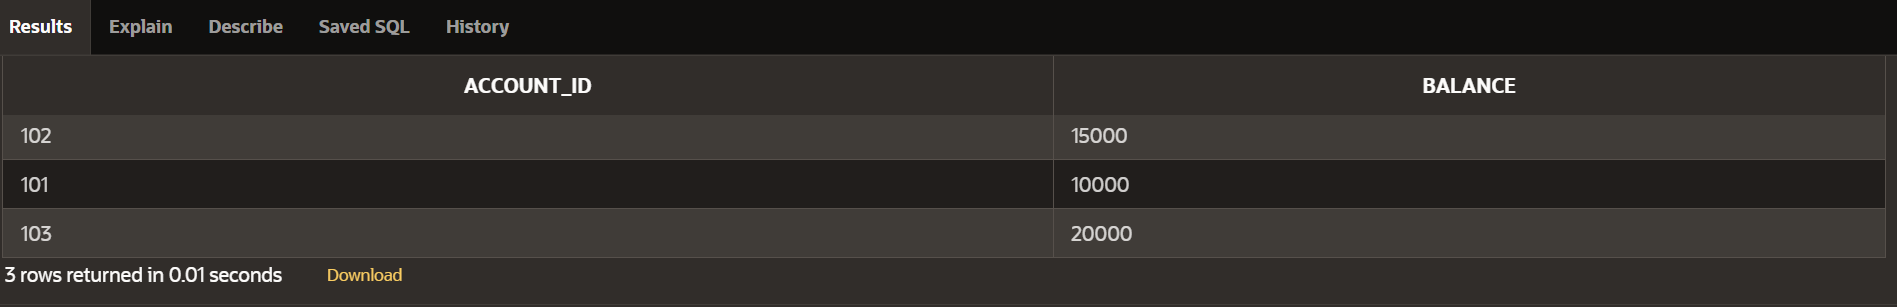 Results Explain Describe Saved SQL History
ACCOUNT_ID BALANCE
102 15000
101 10000
103 20000
3 rows returned in 0.01 seconds Download